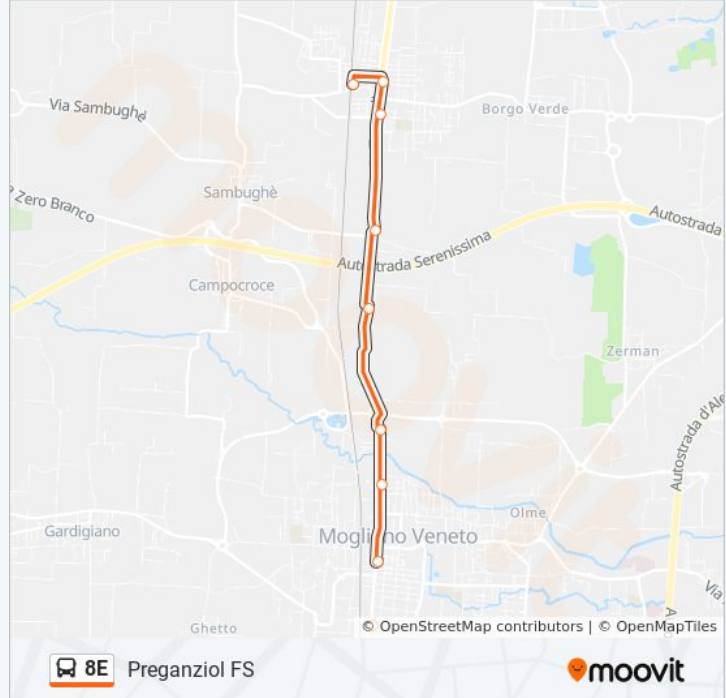 Via Sambughè
Borgo Verde
Sambughè
Zero Branco
Autostrada
Autostrada Serenissima
Campocroce
Zerman
Autostrada d'Ale
Olme
Gardigiano
Mogliano Veneto
Via
A
Ghetto
© OpenStreetMap contributors | © OpenMapTiles
8E Preganziol FS
moovit